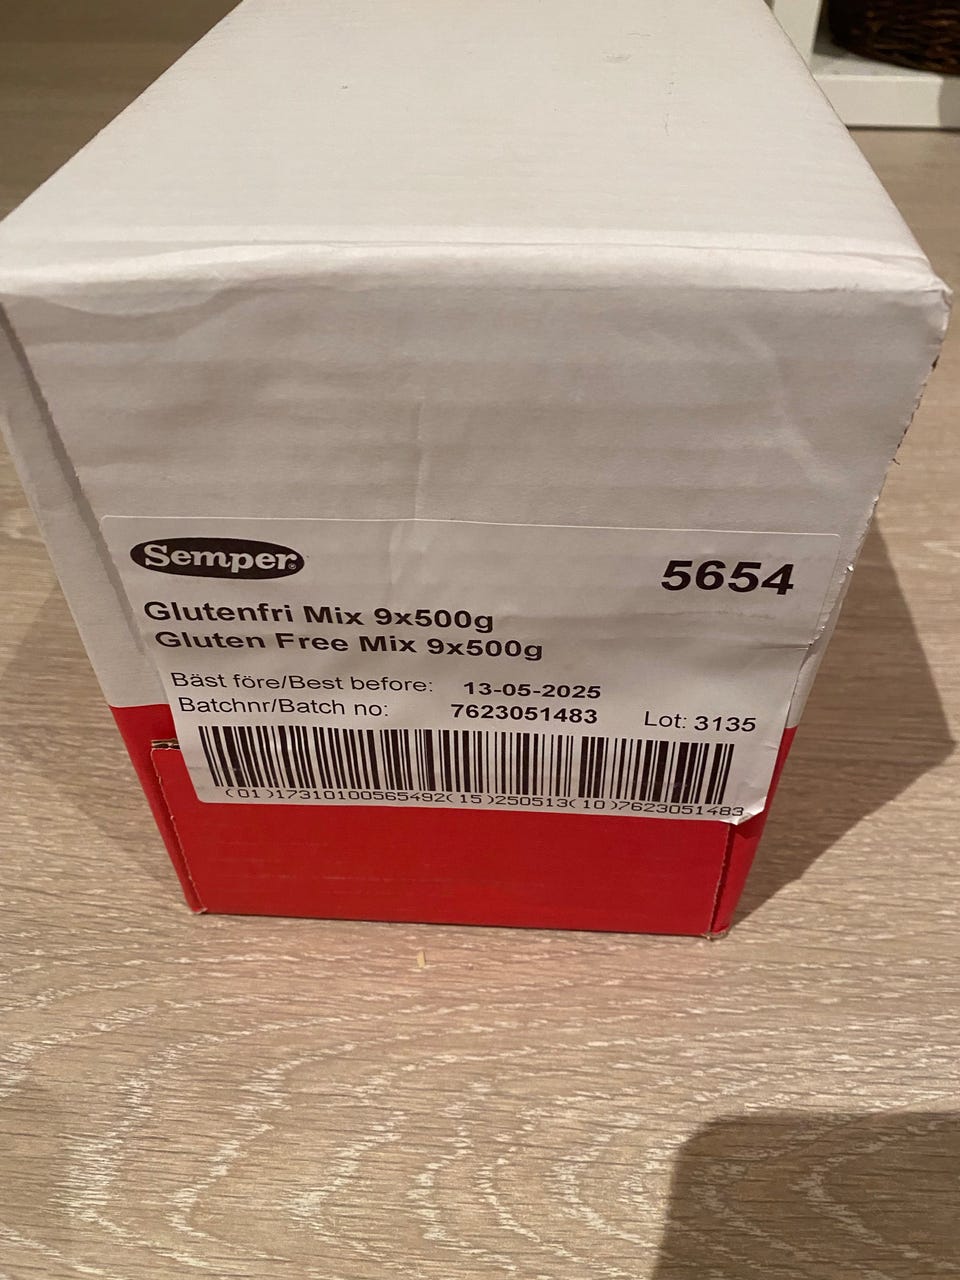 Semper®
5654
Glutenfri Mix 9x500g
Gluten Free Mix 9x500g
Bäst före/Best before: 13-05-2025
Batchnr/Batch no: 7623051483 Lot: 3135
(01)17310100565492(15)250513(10)7623051483